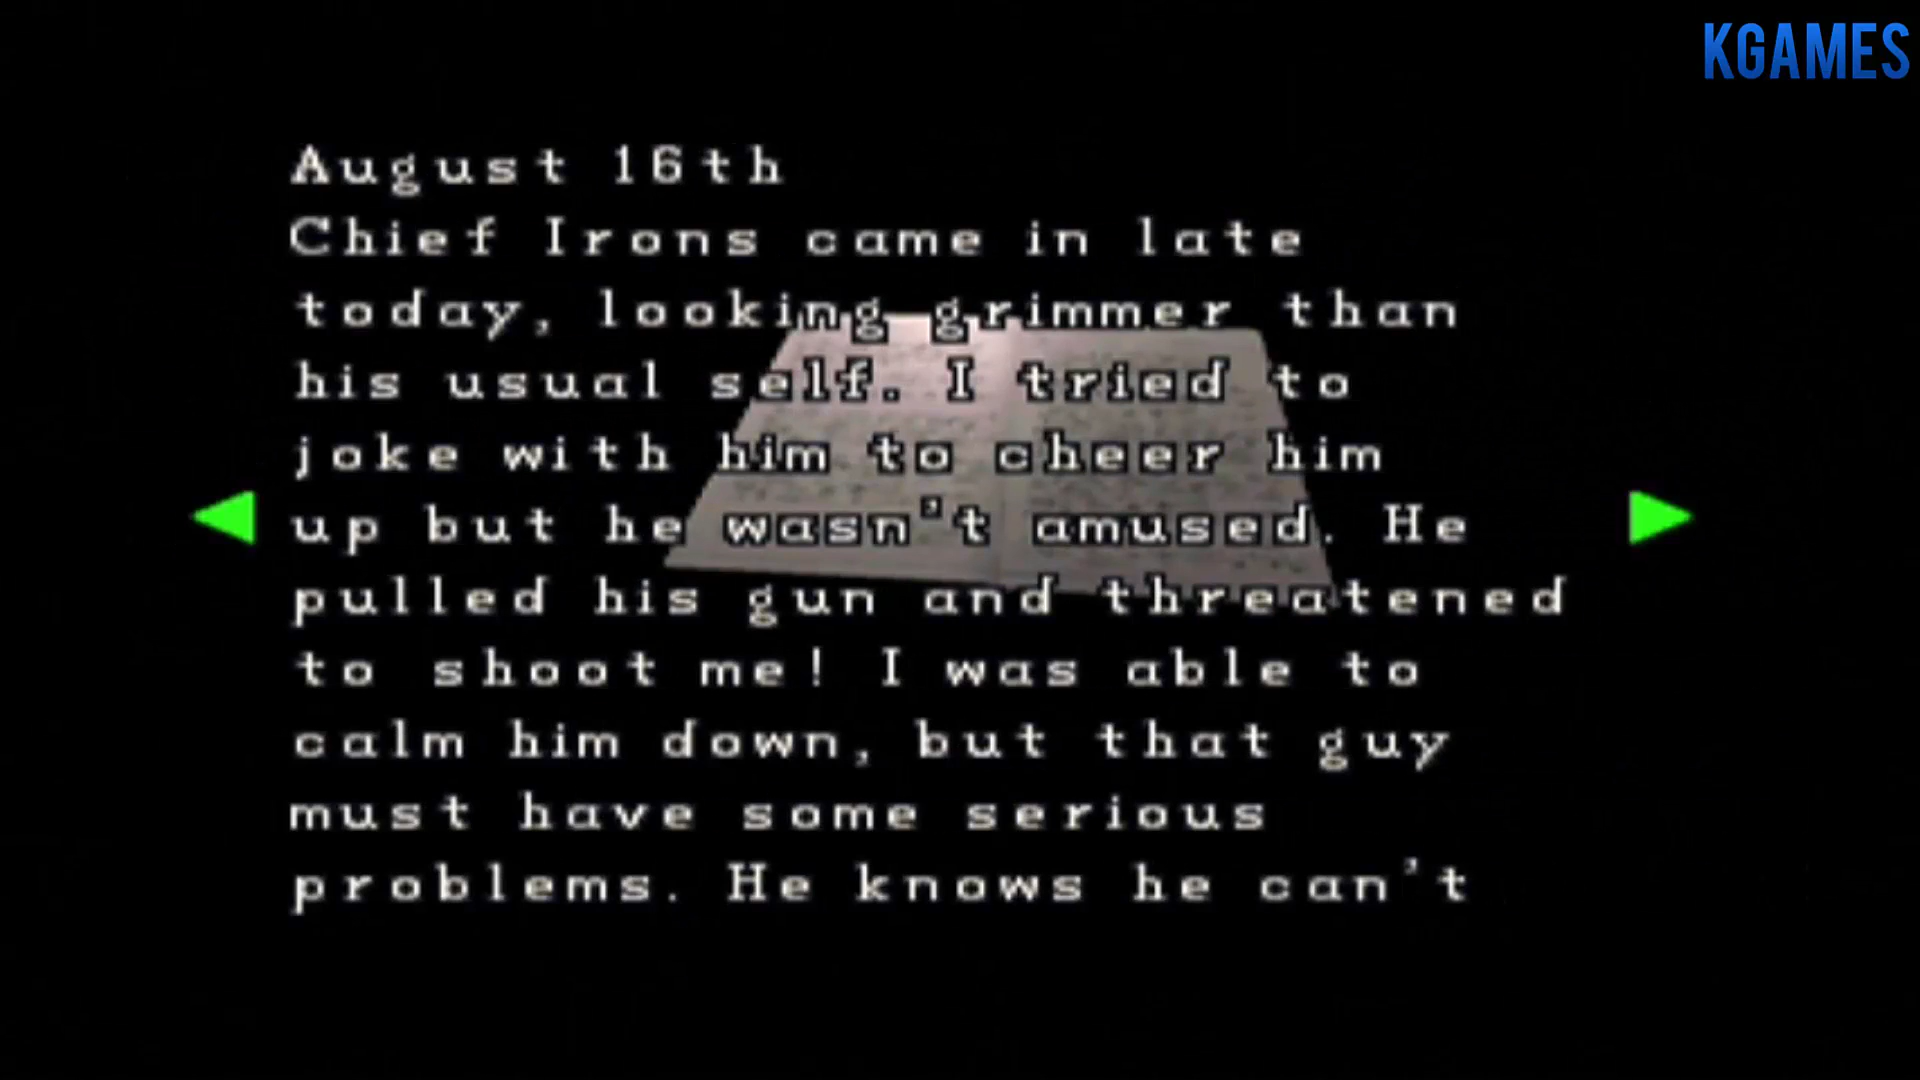 KGAMES
August 16th
Chief Irons came in late
today, looking grimmer than
his usual self. I tried to
joke with him to cheer him
up but he wasn't amused. He
pulled his gun and threatened
to shoot me! I was able to
calm him down, but that guy
must have some serious
problems. He knows he can't